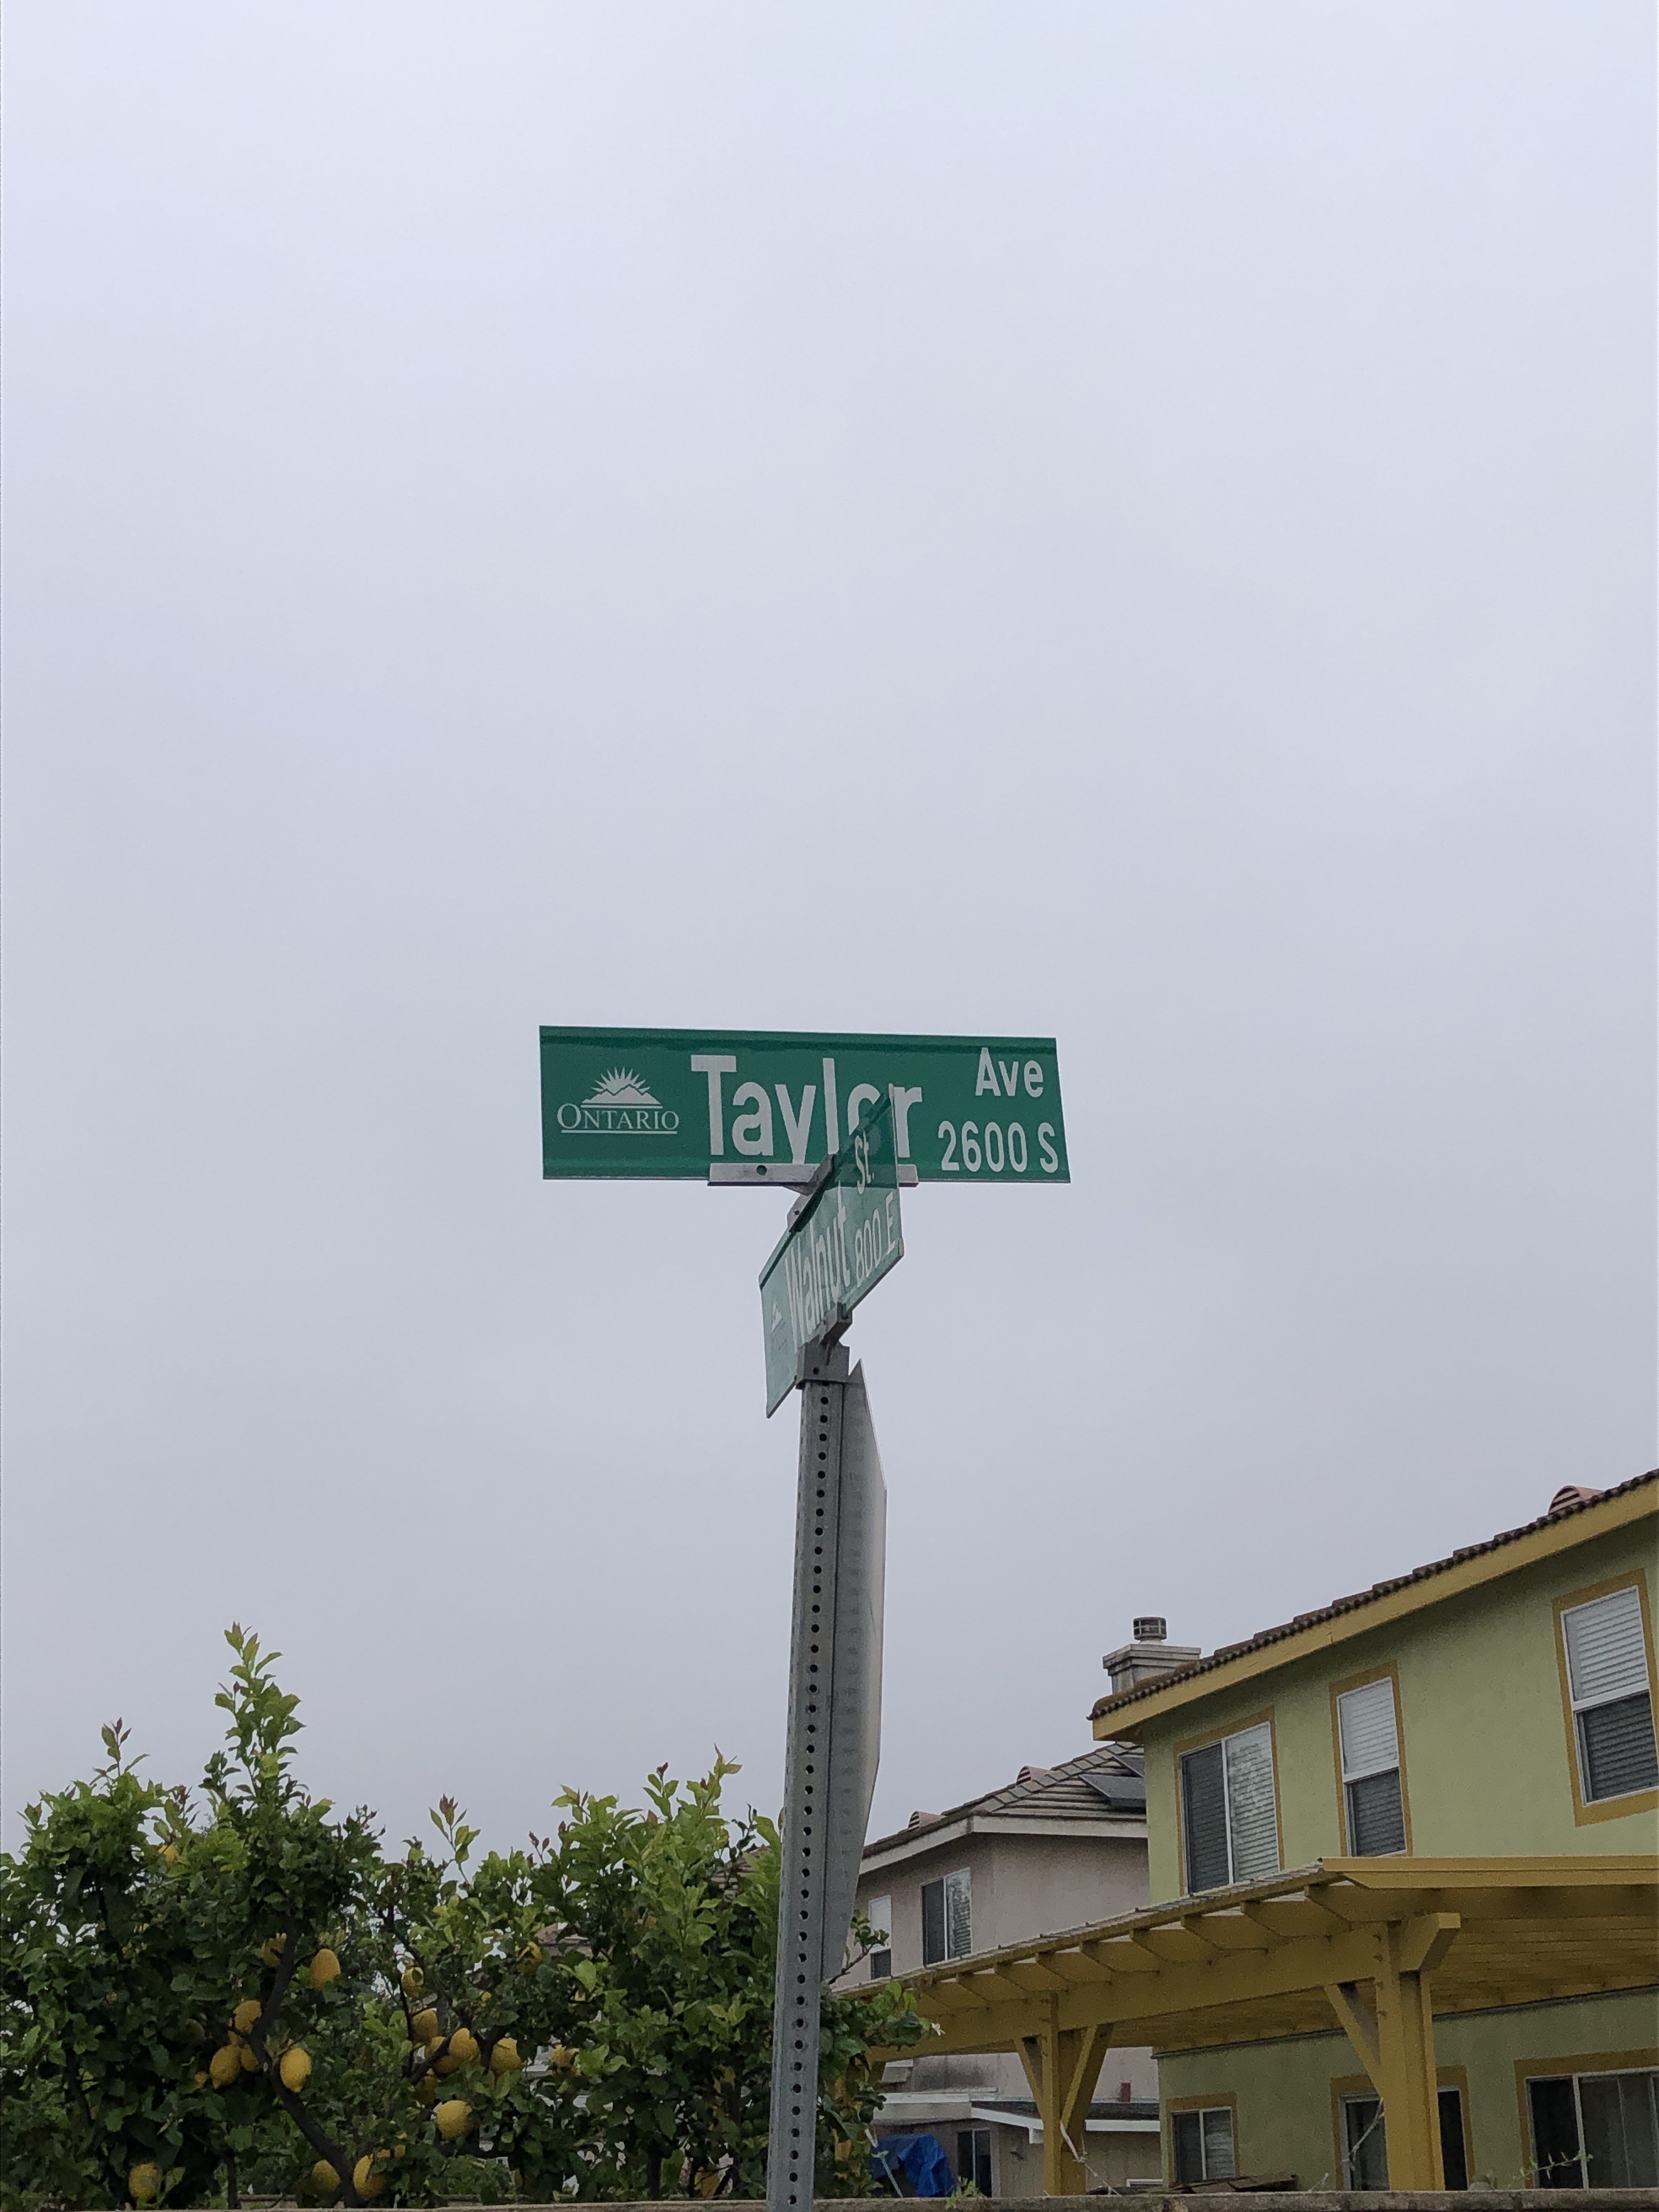 ONTARIO
Taylor Ave
2600 S
Walnut St.
800 E